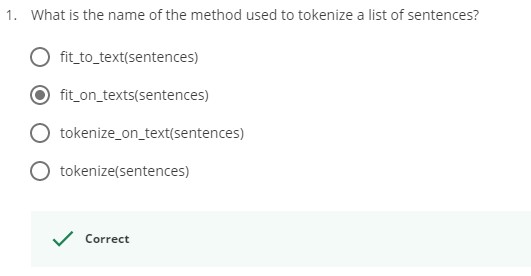 1. What is the name of the method used to tokenize a list of sentences?
fit_to_text(sentences)
fit_on_texts(sentences)
tokenize_on_text(sentences)
tokenize(sentences)
Correct